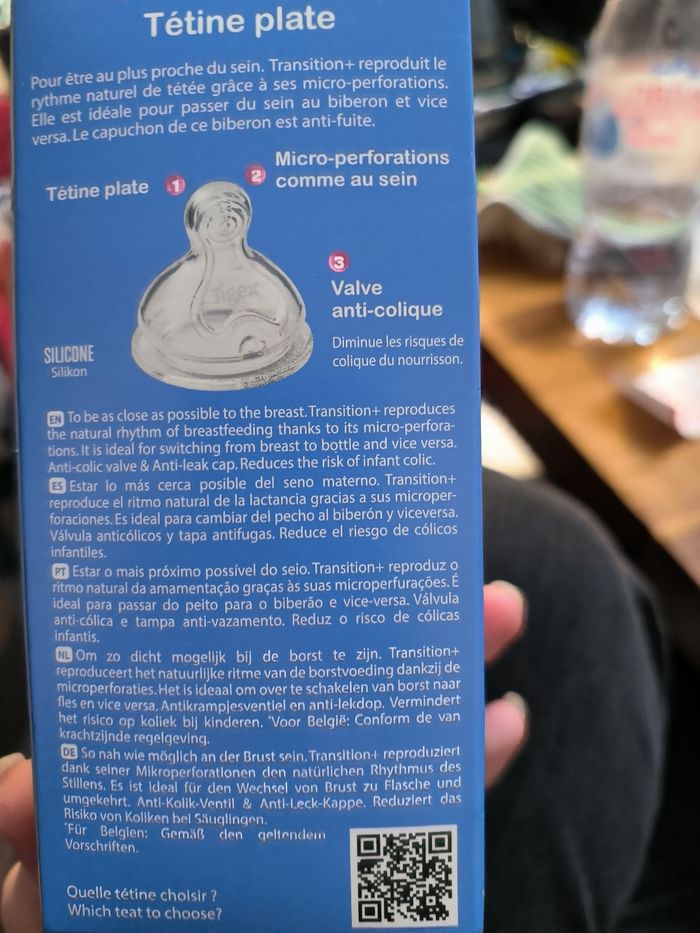 Tétine plate
Pour être au plus proche du sein. Transition+ reproduit le
rythme naturel de tétée grâce à ses micro-perforations.
Elle est idéale pour passer du sein au biberon et vice
versa. Le capuchon de ce biberon est anti-fuite.
Tétine plate 1
2 Micro-perforations
comme au sein
Tigex
3
Valve
anti-colique
Diminue les risques de
colique du nourrisson.
SILICONE
Silikon
EN To be as close as possible to the breast. Transition+ reproduces
the natural rhythm of breastfeeding thanks to its micro-perfora-
tions. It is ideal for switching from breast to bottle and vice versa.
Anti-colic valve & Anti-leak cap. Reduces the risk of infant colic.
ES Estar lo más cerca posible del seno materno. Transition+
reproduce el ritmo natural de la lactancia gracias a sus microper-
foraciones. Es ideal para cambiar del pecho al biberón y viceversa.
Válvula anticólicos y tapa antifugas. Reduce el riesgo de cólicos
infantiles.
PT Estar o mais próximo possível do seio. Transition+ reproduz o
ritmo natural da amamentação graças às suas microperfurações. É
ideal para passar do peito para o biberão e vice-versa. Válvula
anti-cólica e tampa anti-vazamento. Reduz o risco de cólicas
infantis.
NL Om zo dicht mogelijk bij de borst te zijn. Transition+
reproduceert het natuurlijke ritme van de borstvoeding dankzij de
microperforaties. Het is ideaal om over te schakelen van borst naar
fles en vice versa. Antikrampjesventiel en anti-lekdop. Vermindert
het risico op koliek bij kinderen. *Voor België: Conform de van
krachtzijnde regelgeving.
DE So nah wie möglich an der Brust sein. Transition+ reproduziert
dank seiner Mikroperforationen den natürlichen Rhythmus des
Stillens. Es ist ideal für den Wechsel von Brust zu Flasche und
umgekehrt. Anti-Kolik-Ventil & Anti-Leck-Kappe. Reduziert das
Risiko von Koliken bei Säuglingen.
*Für Belgien: Gemäß den geltendem
Vorschriften.
Quelle tétine choisir ?
Which teat to choose?